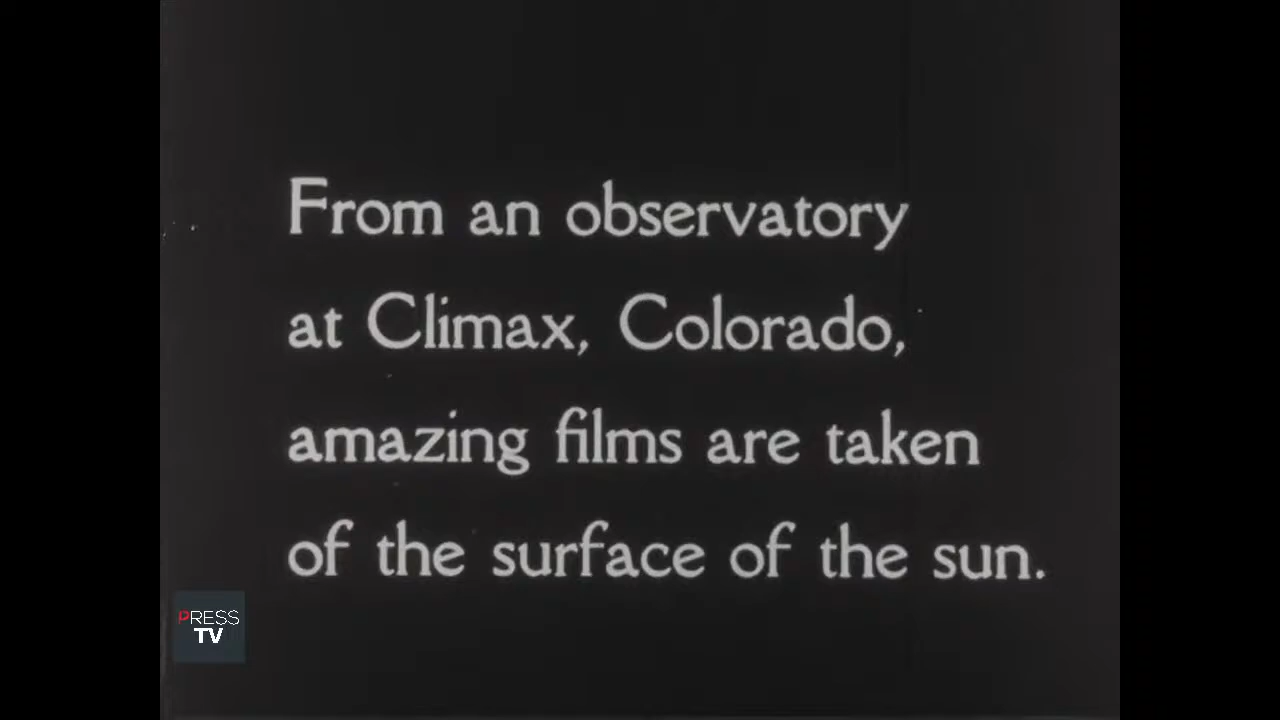 From an observatory
at Climax, Colorado,
amazing films are taken
of the surface of the sun.
PRESS
TV